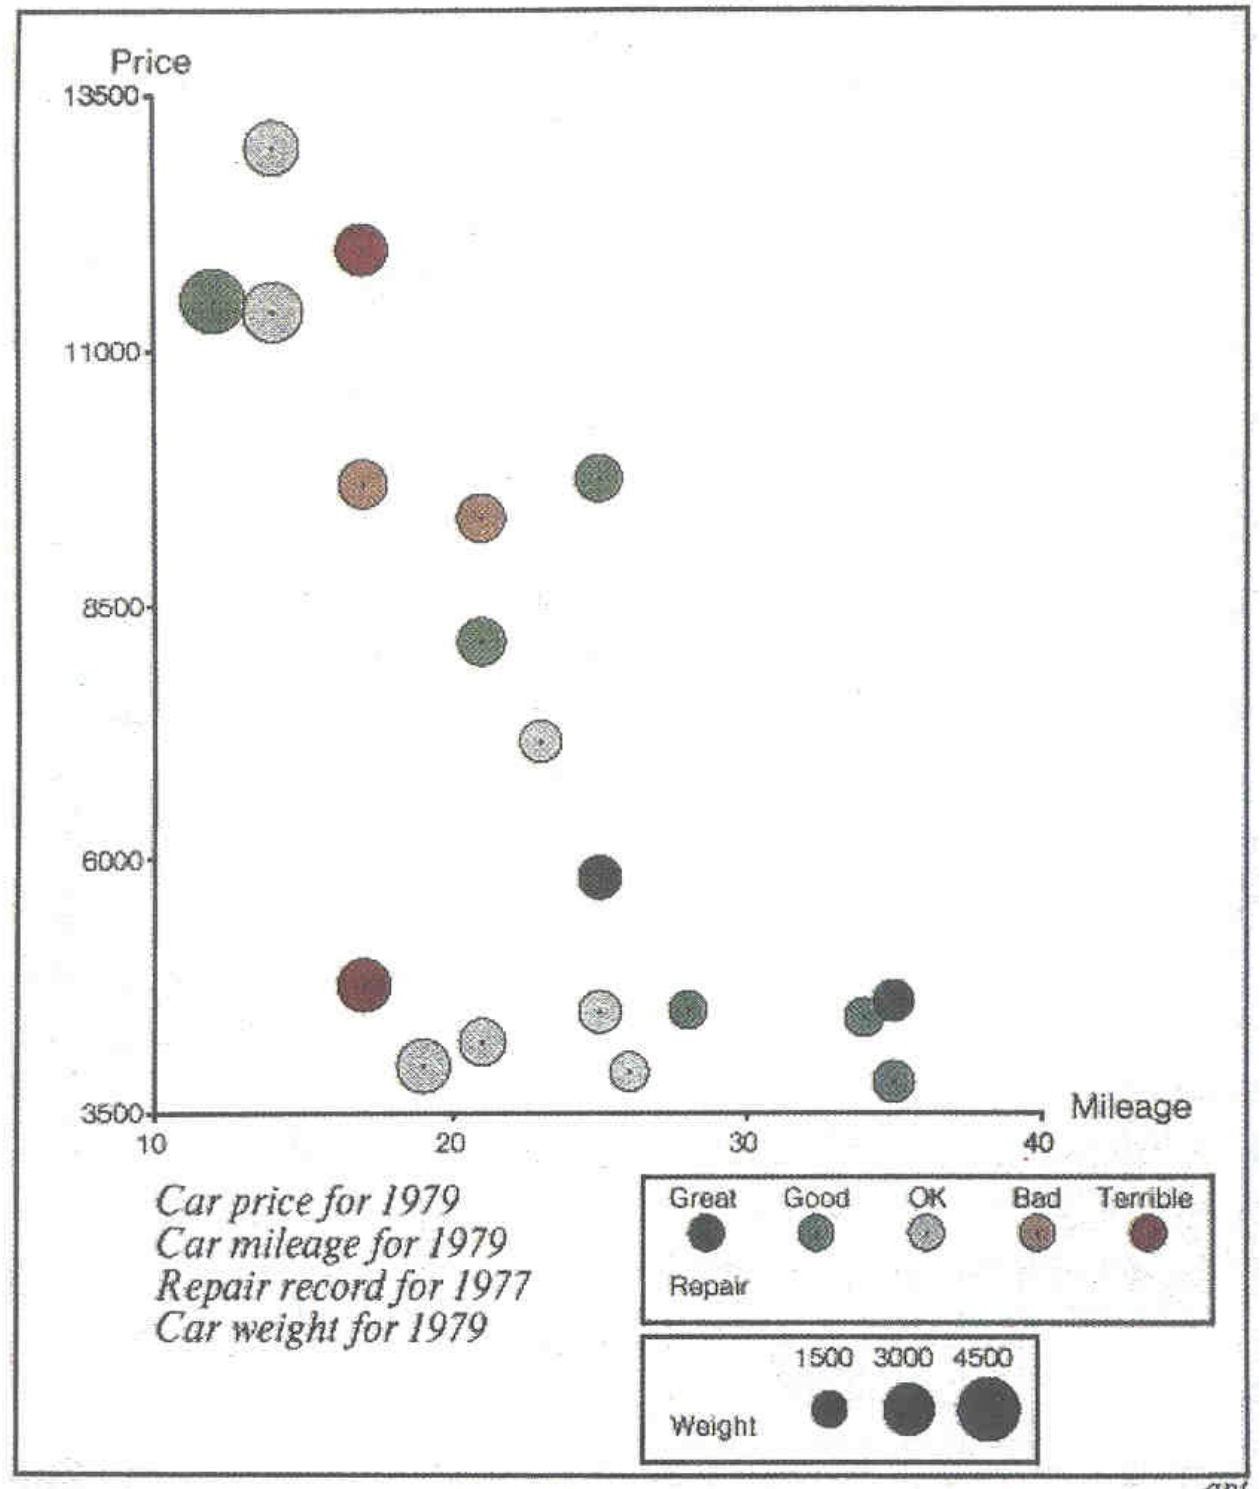 Price
13500
11000
8500
6000
3500
10 20 30 40
Mileage
Car price for 1979
Car mileage for 1979
Repair record for 1977
Car weight for 1979
Great Good OK Bad Terrible
Repair
1500 3000 4500
Weight